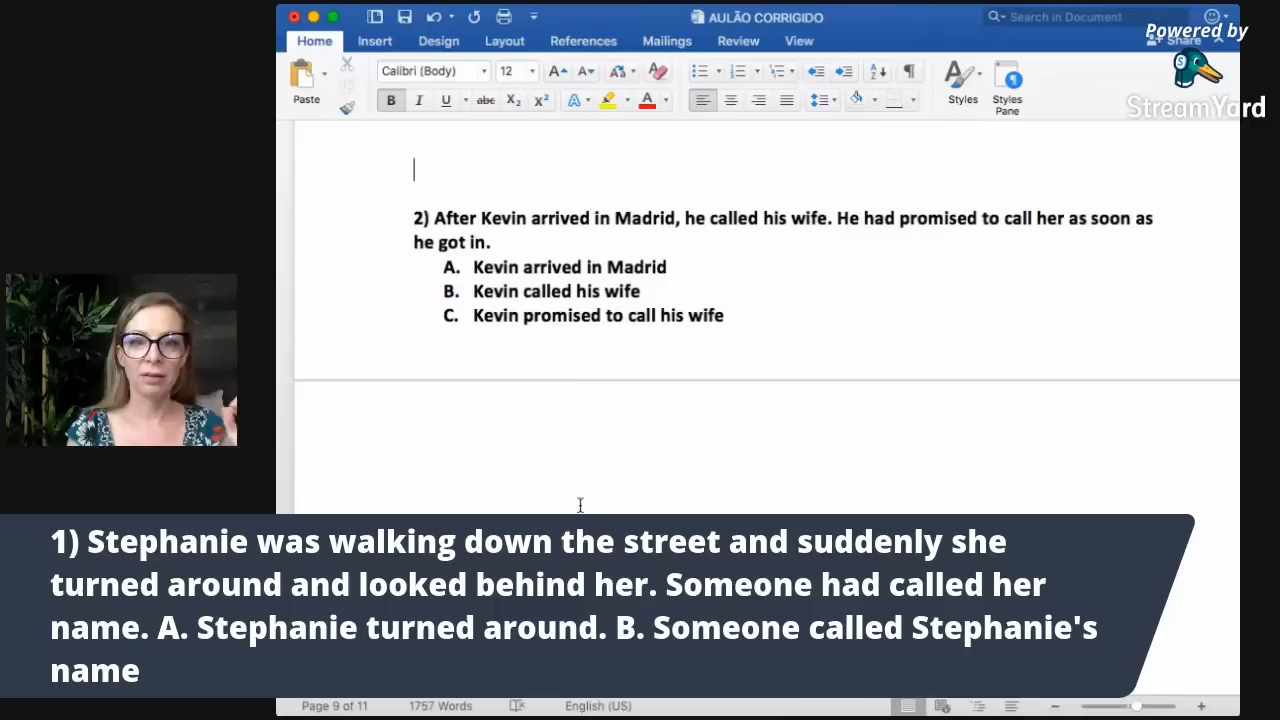 AULÃO CORRIGIDO
Search in Document
Powered by
Home Insert Design Layout References Mailings Review View
Share
Calibri (Body) 12
StreamYard
B I U abc X₂ X²
Paste
Styles
Styles Pane
2) After Kevin arrived in Madrid, he called his wife. He had promised to call her as soon as
he got in.
A. Kevin arrived in Madrid
B. Kevin called his wife
C. Kevin promised to call his wife
1) Stephanie was walking down the street and suddenly she
turned around and looked behind her. Someone had called her
name. A. Stephanie turned around. B. Someone called Stephanie's
name
Page 9 of 11 1757 Words English (US)